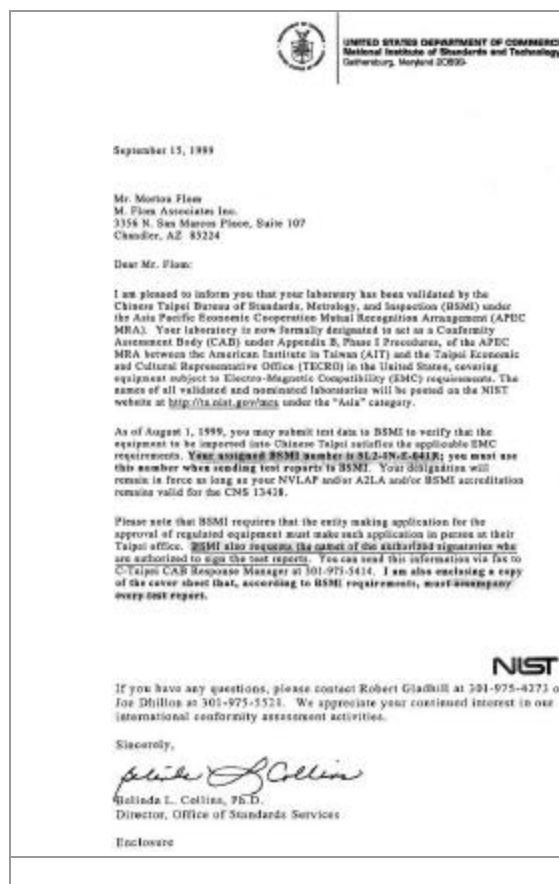 UNITED STATES DEPARTMENT OF COMMERCE
National Institute of Standards and Technology
Gaithersburg, Maryland 20899-
September 15, 1999
Mr. Morton Flom
M. Flom Associates Inc.
3356 N. San Marcos Place, Suite 107
Chandler, AZ 85224
Dear Mr. Flom:
I am pleased to inform you that your laboratory has been validated by the
Chinese Taipei Bureau of Standards, Metrology, and Inspection (BSMI) under
the Asia Pacific Economic Cooperation Mutual Recognition Arrangement (APEC
MRA). Your laboratory is now formally designated to act as a Conformity
Assessment Body (CAB) under Appendix B, Phase I Procedures, of the APEC
MRA between the American Institute in Taiwan (AIT) and the Taipei Economic
and Cultural Representative Office (TECRO) in the United States, covering
equipment subject to Electro-Magnetic Compatibility (EMC) requirements. The
names of all validated and nominated laboratories will be posted on the NIST
website at http://ts.nist.gov/mra under the "Asia" category.
As of August 1, 1999, you may submit test data to BSMI to verify that the
equipment to be imported into Chinese Taipei satisfies the applicable EMC
requirements. Your assigned BSMI number is SL2-IN-E-041R; you must use
this number when sending test reports to BSMI. Your designation will
remain in force as long as your NVLAP and/or A2LA and/or BSMI accreditation
remains valid for the CNS 13438.
Please note that BSMI requires that the entity making application for the
approval of regulated equipment must make such application in person at their
Taipei office. BSMI also requests the names of the authorized signatories who
are authorized to sign the test reports. You can send this information via fax to
C-Taipei CAB Response Manager at 301-975-5414. I am also enclosing a copy
of the cover sheet that, according to BSMI requirements, must accompany
every test report.
NIST
If you have any questions, please contact Robert Gladhill at 301-975-4273 o
Joe Dhillon at 301-975-5521. We appreciate your continued interest in our
international conformity assessment activities.
Sincerely,
Belinda L. Collins
Belinda L. Collins, Ph.D.
Director, Office of Standards Services
Enclosure